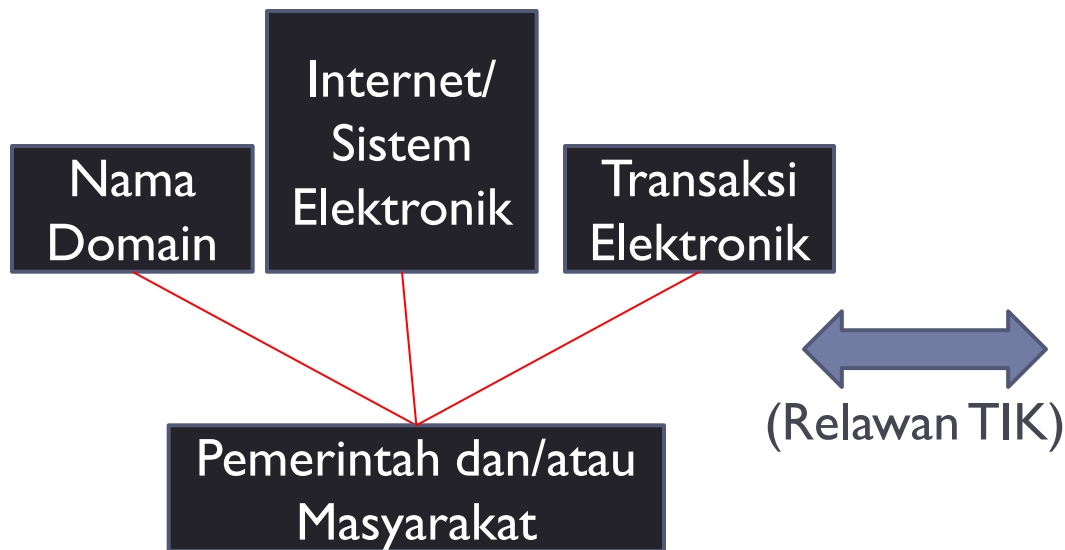 Internet/
Sistem
Elektronik
Nama
Domain
Transaksi
Elektronik
(Relawan TIK)
Pemerintah dan/atau
Masyarakat